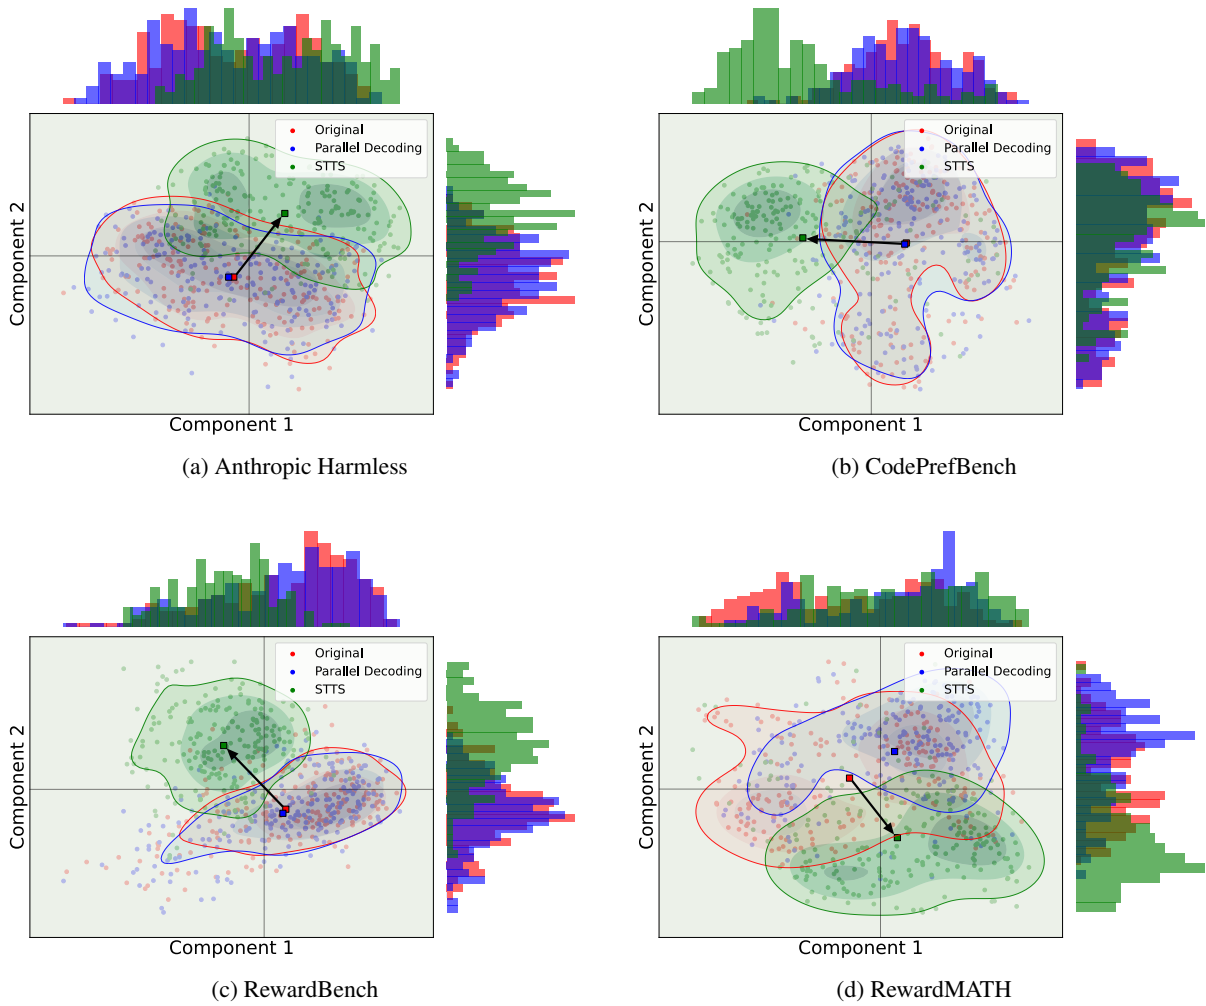 Original
Parallel Decoding
STTS
Component 2
Component 1
(a) Anthropic Harmless
Original
Parallel Decoding
STTS
Component 2
Component 1
(b) CodePrefBench
Original
Parallel Decoding
STTS
Component 2
Component 1
(c) RewardBench
Original
Parallel Decoding
STTS
Component 2
Component 1
(d) RewardMATH